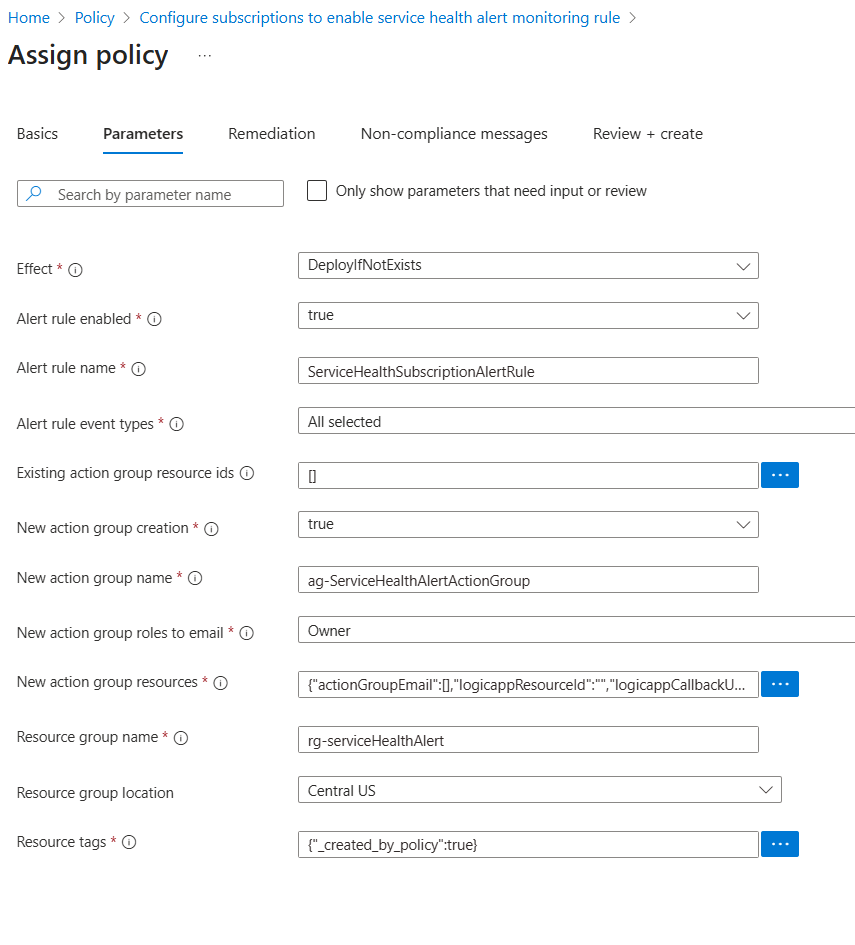 Home > Policy > Configure subscriptions to enable service health alert monitoring rule >
Assign policy ...
Basics Parameters Remediation Non-compliance messages Review + create
Search by parameter name Only show parameters that need input or review
Effect * DeployIfNotExists
Alert rule enabled * true
Alert rule name * ServiceHealthSubscriptionAlertRule
Alert rule event types * All selected
Existing action group resource ids []
New action group creation * true
New action group name * ag-ServiceHealthAlertActionGroup
New action group roles to email * Owner
New action group resources * {"actionGroupEmail":[],"logicappResourceId":"","logicappCallbackU...
Resource group name * rg-serviceHealthAlert
Resource group location Central US
Resource tags * {"_created_by_policy":true}